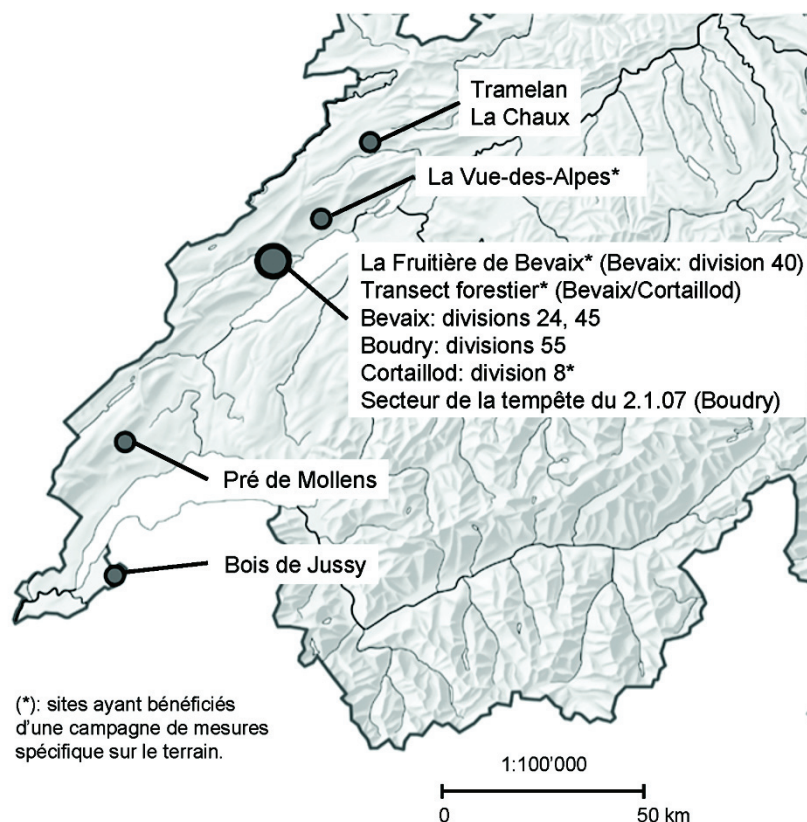 Tramelan
La Chaux
La Vue-des-Alpes*
La Fruitière de Bevaix* (Bevaix: division 40)
Transect forestier* (Bevaix/Cortaillod)
Bevaix: divisions 24, 45
Boudry: divisions 55
Cortaillod: division 8*
Secteur de la tempête du 2.1.07 (Boudry)
Pré de Mollens
Bois de Jussy
(*): sites ayant bénéficiés
d'une campagne de mesures
spécifique sur le terrain.
1:100'000
0 50 km